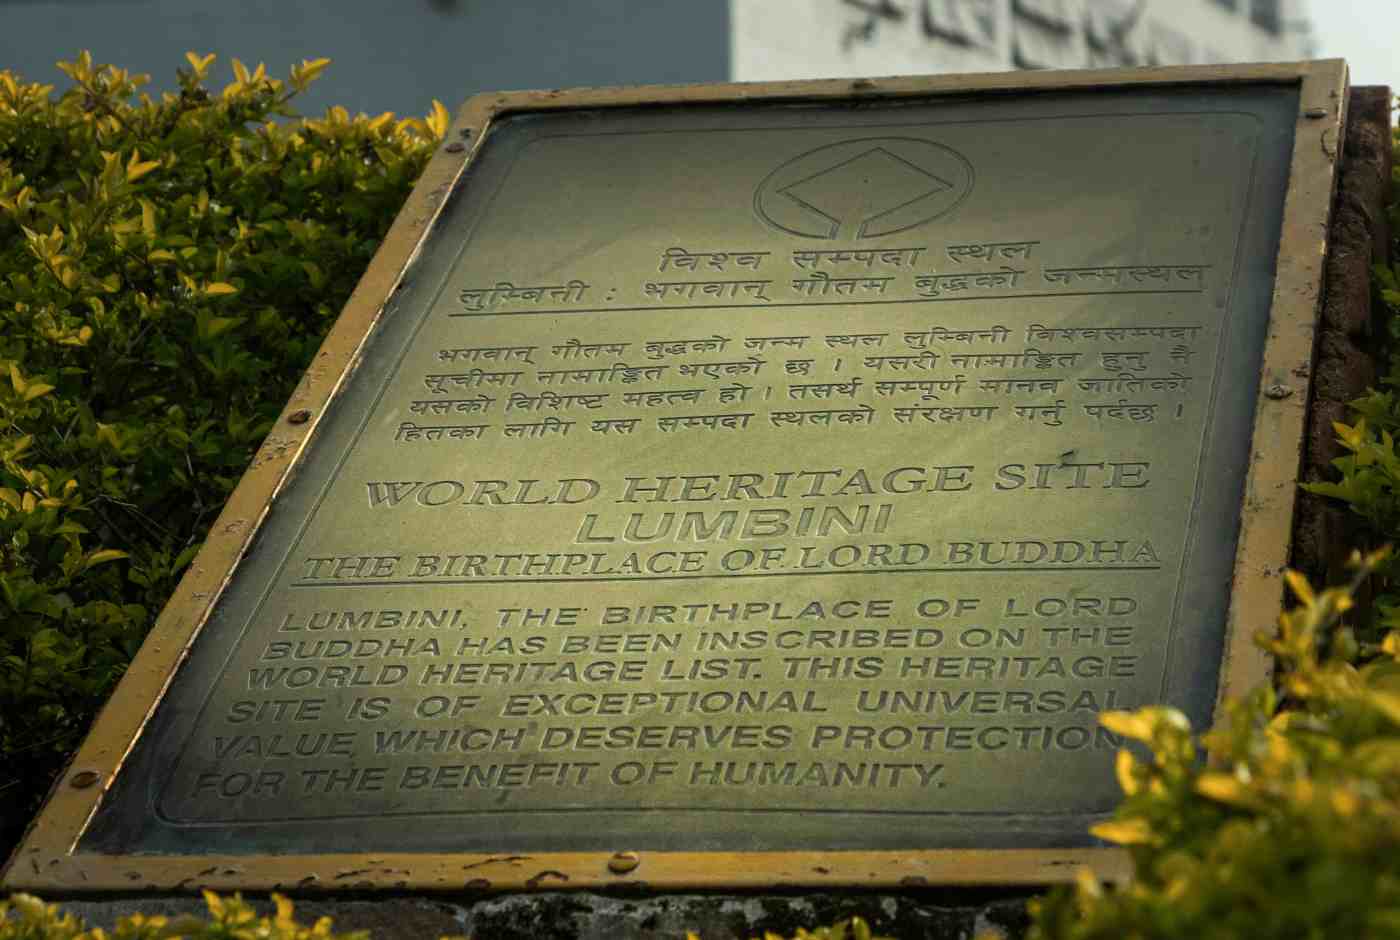 विश्व सम्पदा स्थल
लुम्बिनी : भगवान् गौतम बुद्धको जन्मस्थल
भगवान् गौतम बुद्धको जन्म स्थल लुम्बिनी विश्वसम्पदा
सूचीमा नामाङ्कित भएको छ । यसरी नामाङ्कित हुनु नै
यसको विशिष्ट महत्व हो । तसर्थ सम्पूर्ण मानव जातिको
हितका लागि यस सम्पदा स्थलको संरक्षण गर्नु पर्दछ ।
WORLD HERITAGE SITE
LUMBINI
THE BIRTHPLACE OF LORD BUDDHA
LUMBINI, THE BIRTHPLACE OF LORD
BUDDHA HAS BEEN INSCRIBED ON THE
WORLD HERITAGE LIST. THIS HERITAGE
SITE IS OF EXCEPTIONAL UNIVERSAL
VALUE WHICH DESERVES PROTECTION
FOR THE BENEFIT OF HUMANITY.